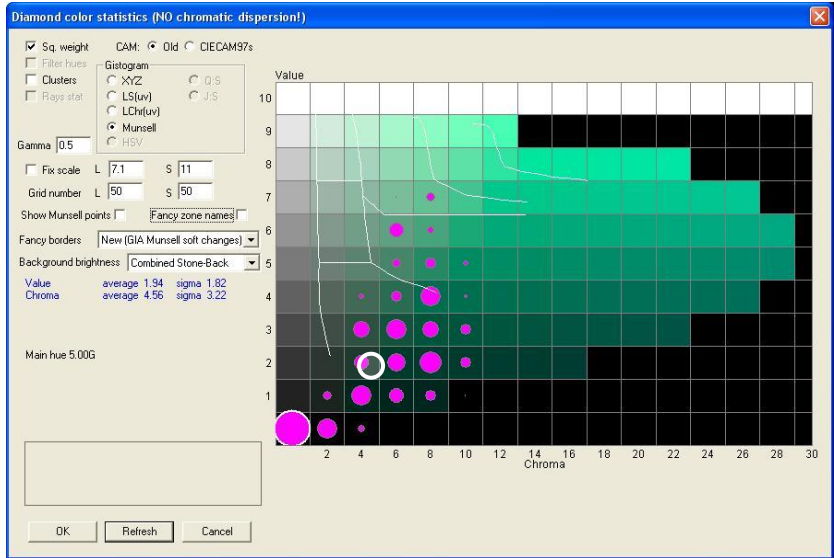 Diamond color statistics (NO chromatic dispersion!)
Sq. weight CAM: Old CIECAM97s
Filter hues
Gistogram
Clusters
XYZ Q:S
Rays stat
LS(uv) J:S
LChr(uv)
Munsell
Gamma 0.5
HSV
Fix scale L 7.1 S 11
Grid number L 50 S 50
Show Munsell points Fancy zone names
Fancy borders New (GIA Munsell soft changes)
Background brightness Combined Stone-Back
Value average 1.94 sigma 1.82
Chroma average 4.56 sigma 3.22
Main hue 5.00G
OK Refresh Cancel
Value
10
9
8
7
6
5
4
3
2
1
2 4 6 8 10 12 14 16 18 20 22 24 26 28 30
Chroma